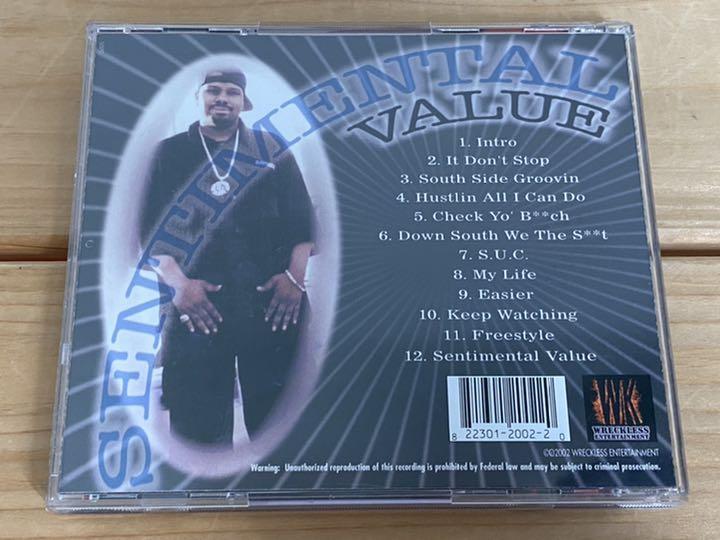 SENTIMENTAL
VALUE
1. Intro
2. It Don't Stop
3. South Side Groovin
4. Hustlin All I Can Do
5. Check Yo' B**ch
6. Down South We The S**t
7. S.U.C.
8. My Life
9. Easier
10. Keep Watching
11. Freestyle
12. Sentimental Value
8 22301-2002-2 0
WK
WRECKLESS
ENTERTAINMENT
©2002 WRECKLESS ENTERTAINMENT
Warning: Unauthorized reproduction of this recording is prohibited by Federal law and may be subject to criminal prosecution.